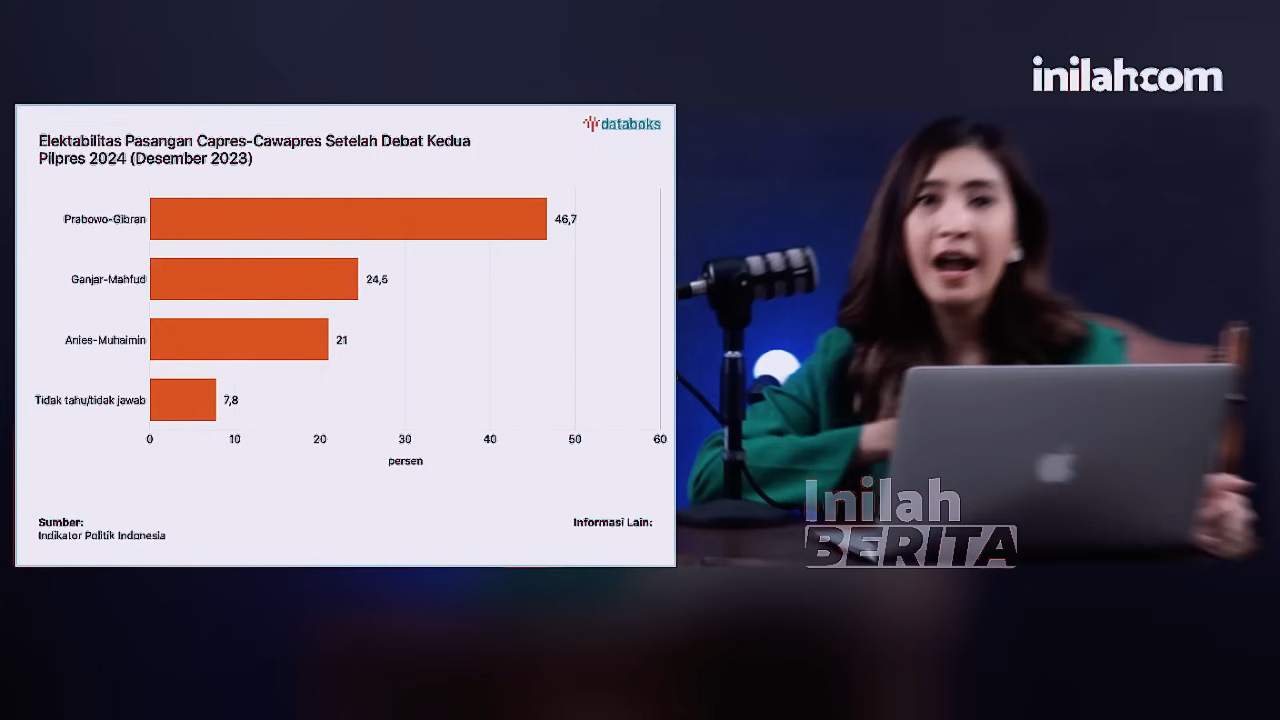 inilah.com
databoks
Elektabilitas Pasangan Capres-Cawapres Setelah Debat Kedua
Pilpres 2024 (Desember 2023)
Prabowo-Gibran 46,7
Ganjar-Mahfud 24,5
Anies-Muhaimin 21
Tidak tahu/tidak jawab 7,8
0 10 20 30 40 50 60
persen
Sumber: Informasi Lain:
Indikator Politik Indonesia
Inilah
BERITA